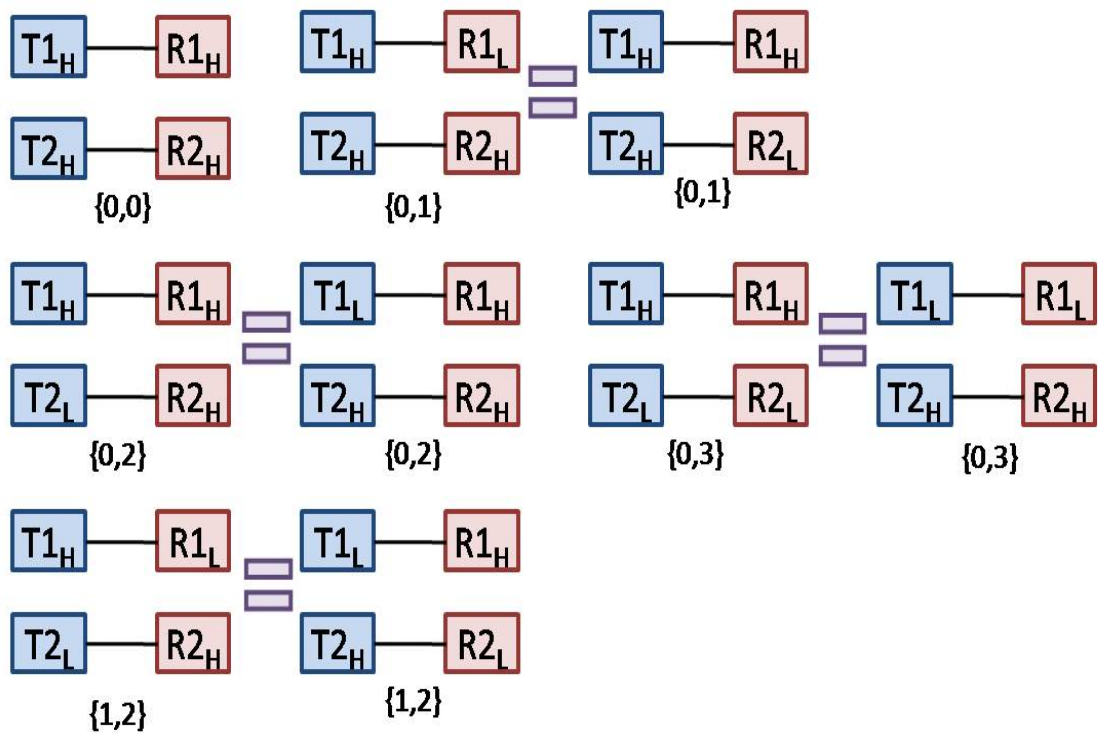 T1H R1H T1H R1L T1H R1H
T2H R2H T2H R2H T2H R2L
{0,0} {0,1} {0,1}
T1H R1H T1L R1H T1H R1H T1L R1L
T2L R2H T2H R2H T2L R2L T2H R2H
{0,2} {0,2} {0,3} {0,3}
T1H R1L T1L R1H
T2L R2H T2H R2L
{1,2} {1,2}